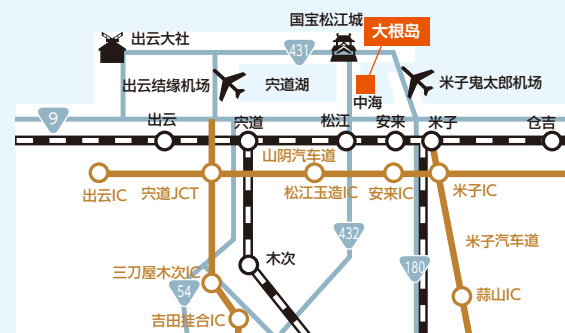 国宝松江城
大根岛
出云大社
431
出云结缘机场
宍道湖
米子鬼太郎机场
中海
9
出云
宍道
松江
安来
米子
仓吉
山阴汽车道
出云IC
宍道JCT
松江玉造IC
安来IC
米子IC
432
米子汽车道
木次
180
三刀屋木次IC
54
蒜山IC
吉田挂合IC